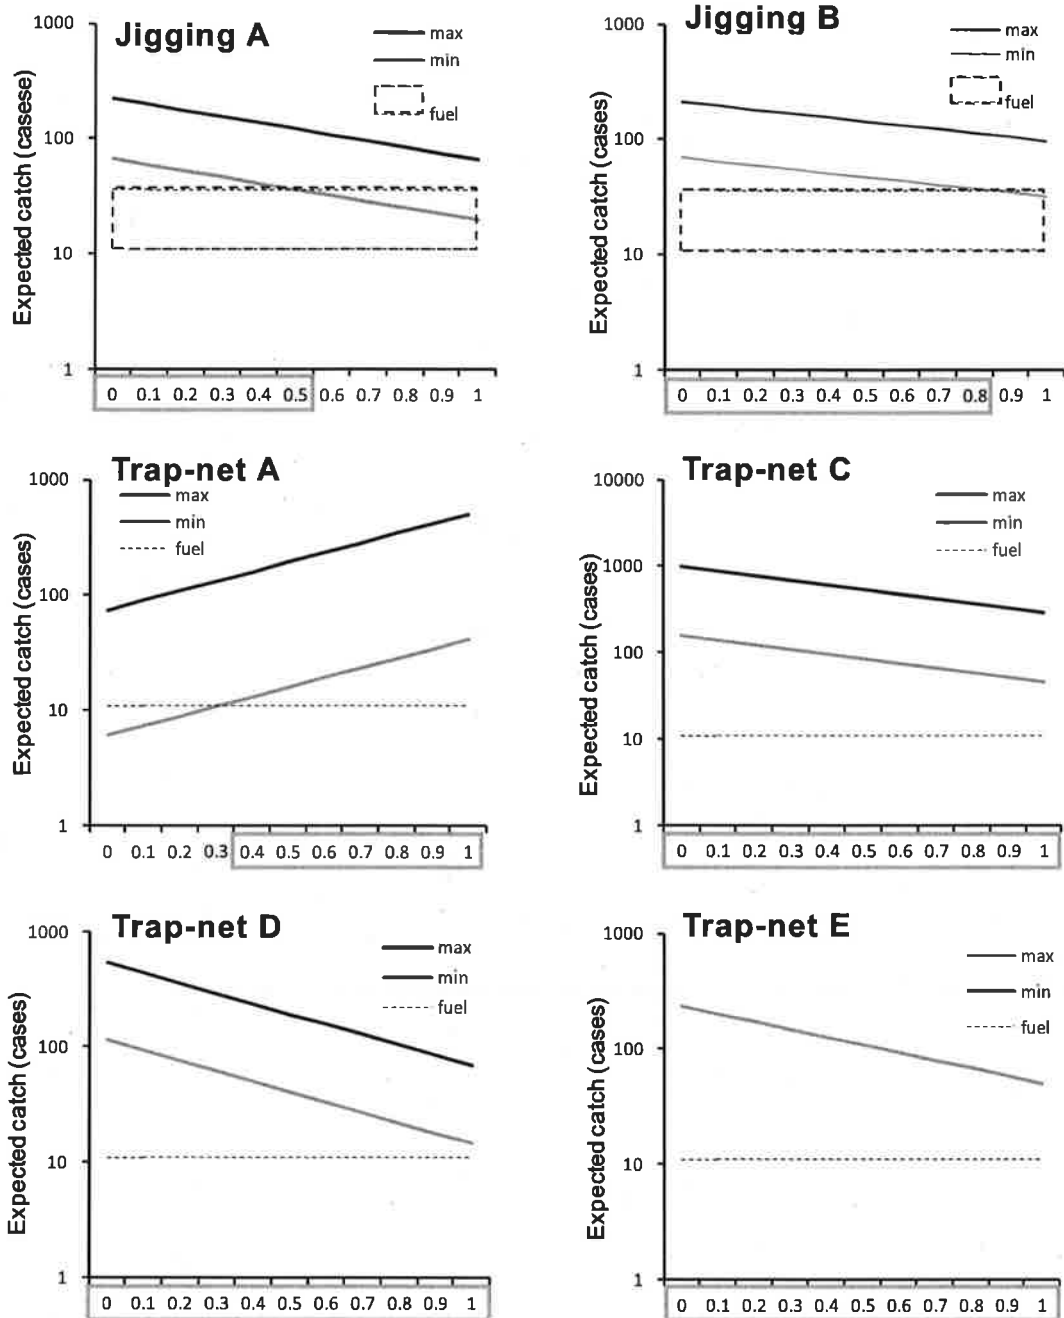 Jigging A
max
min
fuel
Expected catch (casese)
1000
100
10
1
0 0.1 0.2 0.3 0.4 0.5 0.6 0.7 0.8 0.9 1
Jigging B
max
min
fuel
Expected catch (cases)
1000
100
10
1
0 0.1 0.2 0.3 0.4 0.5 0.6 0.7 0.8 0.9 1
Trap-net A
max
min
fuel
Expected catch (cases)
1000
100
10
1
0 0.1 0.2 0.3 0.4 0.5 0.6 0.7 0.8 0.9 1
Trap-net C
max
min
fuel
Expected catch (cases)
10000
1000
100
10
1
0 0.1 0.2 0.3 0.4 0.5 0.6 0.7 0.8 0.9 1
Trap-net D
max
min
fuel
Expected catch (cases)
1000
100
10
1
0 0.1 0.2 0.3 0.4 0.5 0.6 0.7 0.8 0.9 1
Trap-net E
max
min
fuel
Expected catch (cases)
1000
100
10
1
0 0.1 0.2 0.3 0.4 0.5 0.6 0.7 0.8 0.9 1